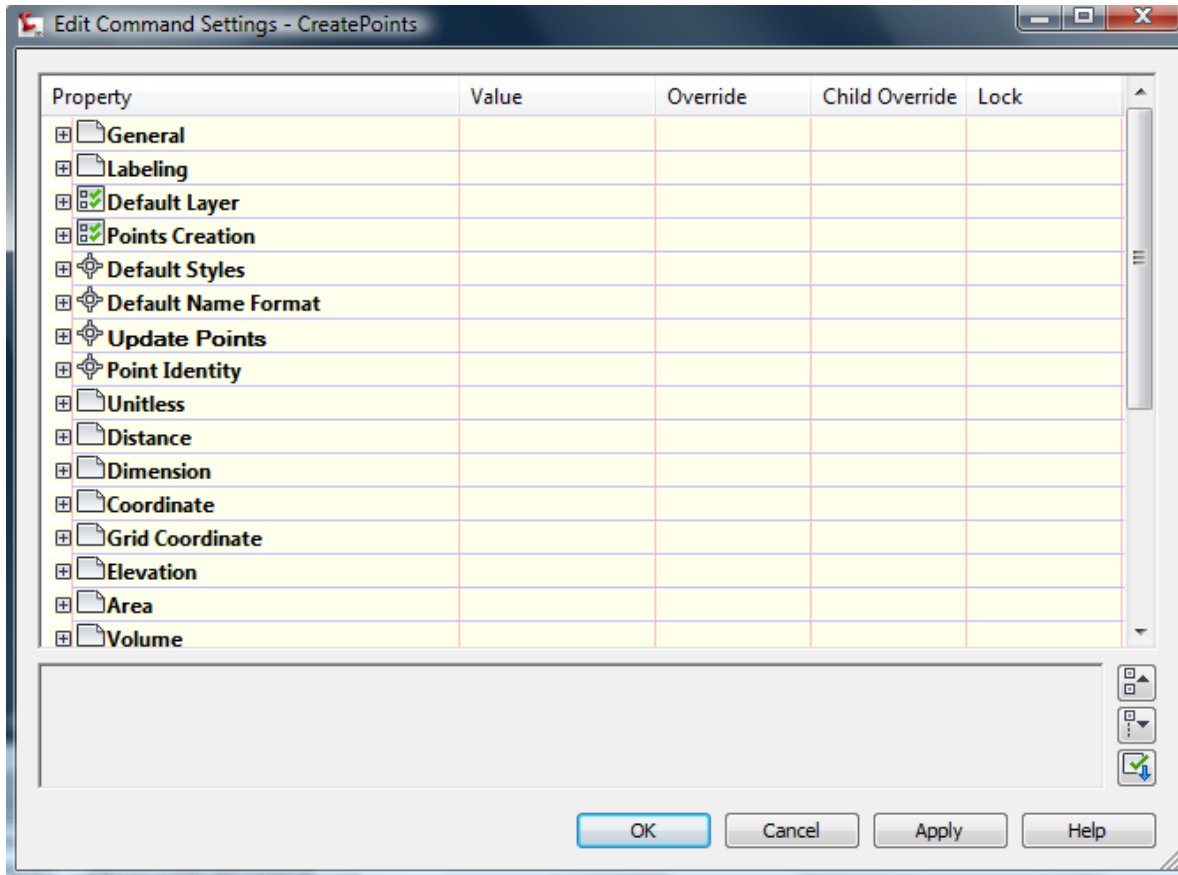 Edit Command Settings - CreatePoints
Property Value Override Child Override Lock
General
Labeling
Default Layer
Points Creation
Default Styles
Default Name Format
Update Points
Point Identity
Unitless
Distance
Dimension
Coordinate
Grid Coordinate
Elevation
Area
Volume
OK Cancel Apply Help